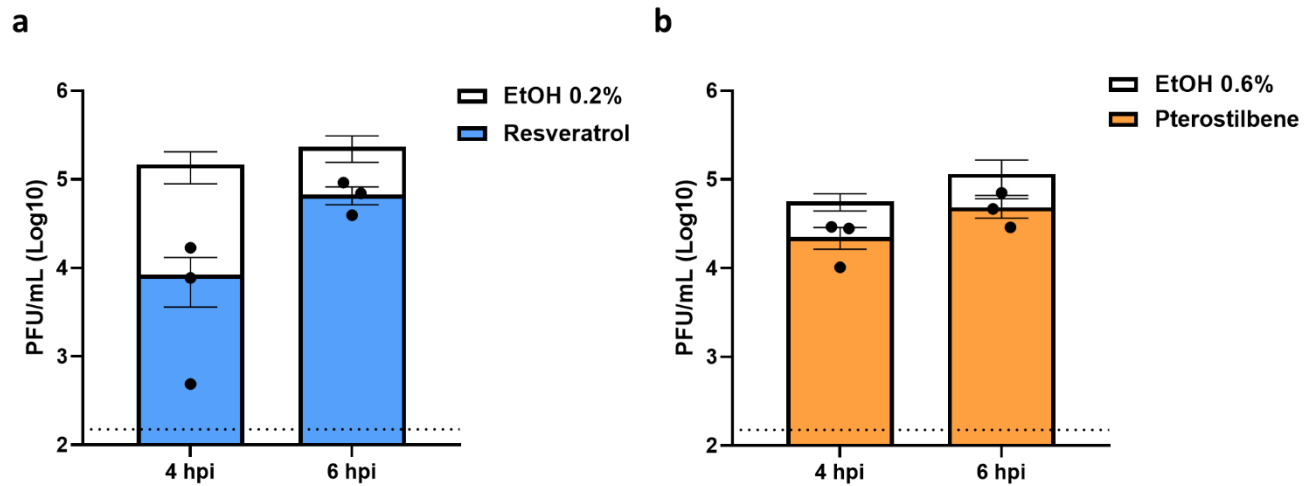 a
EtOH 0.2%
Resveratrol
PFU/mL (Log10)
6
5
4
3
2
4 hpi
6 hpi
b
EtOH 0.6%
Pterostilbene
PFU/mL (Log10)
6
5
4
3
2
4 hpi
6 hpi